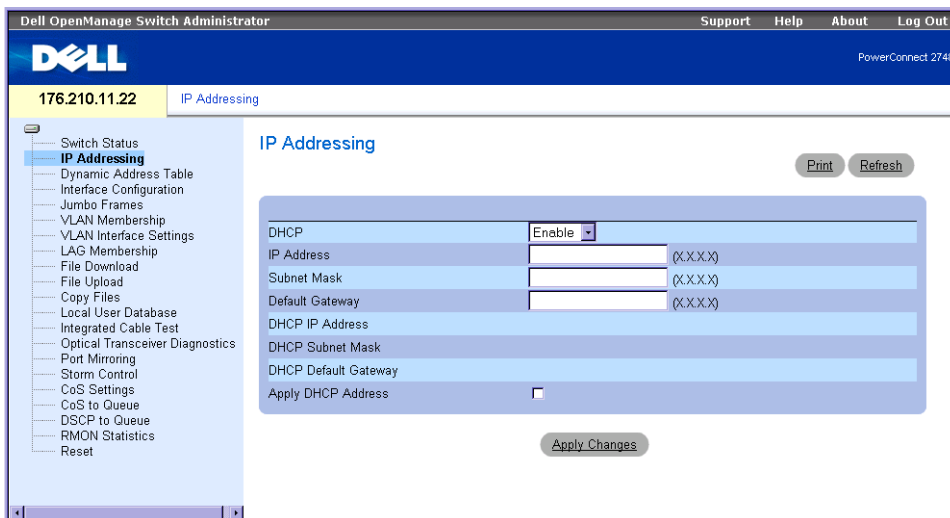 Dell OpenManage Switch Administrator
Support Help About Log Out
DELL
PowerConnect 2748
176.210.11.22
IP Addressing
Switch Status
IP Addressing
Dynamic Address Table
Interface Configuration
Jumbo Frames
VLAN Membership
VLAN Interface Settings
LAG Membership
File Download
File Upload
Copy Files
Local User Database
Integrated Cable Test
Optical Transceiver Diagnostics
Port Mirroring
Storm Control
CoS Settings
CoS to Queue
DSCP to Queue
RMON Statistics
Reset
IP Addressing
Print Refresh
DHCP Enable
IP Address (X.X.X.X)
Subnet Mask (X.X.X.X)
Default Gateway (X.X.X.X)
DHCP IP Address
DHCP Subnet Mask
DHCP Default Gateway
Apply DHCP Address
Apply Changes